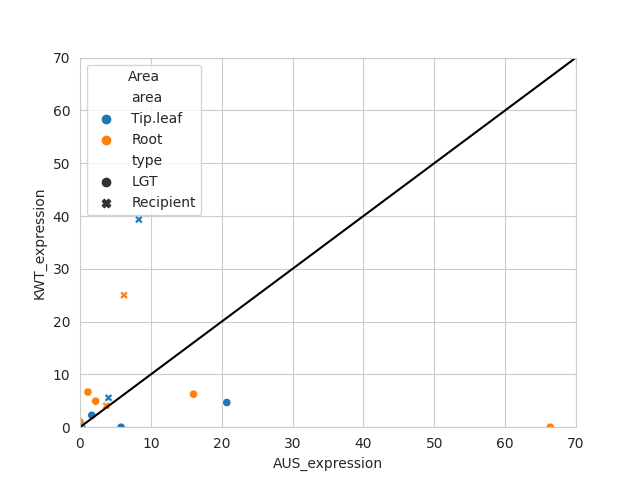 70
60
50
40
30
20
10
0
KWT_expression
Area
area
Tip.leaf
Root
type
LGT
Recipient
0 10 20 30 40 50 60 70
AUS_expression